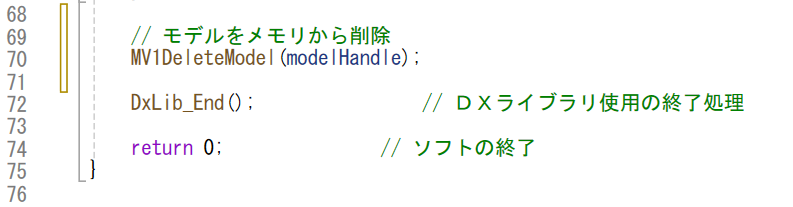 68
69 // モデルをメモリから削除
70 MV1DeleteModel(modelHandle);
71
72 DxLib_End(); // ＤＸライブラリ使用の終了処理
73
74 return 0; // ソフトの終了
75 }
76